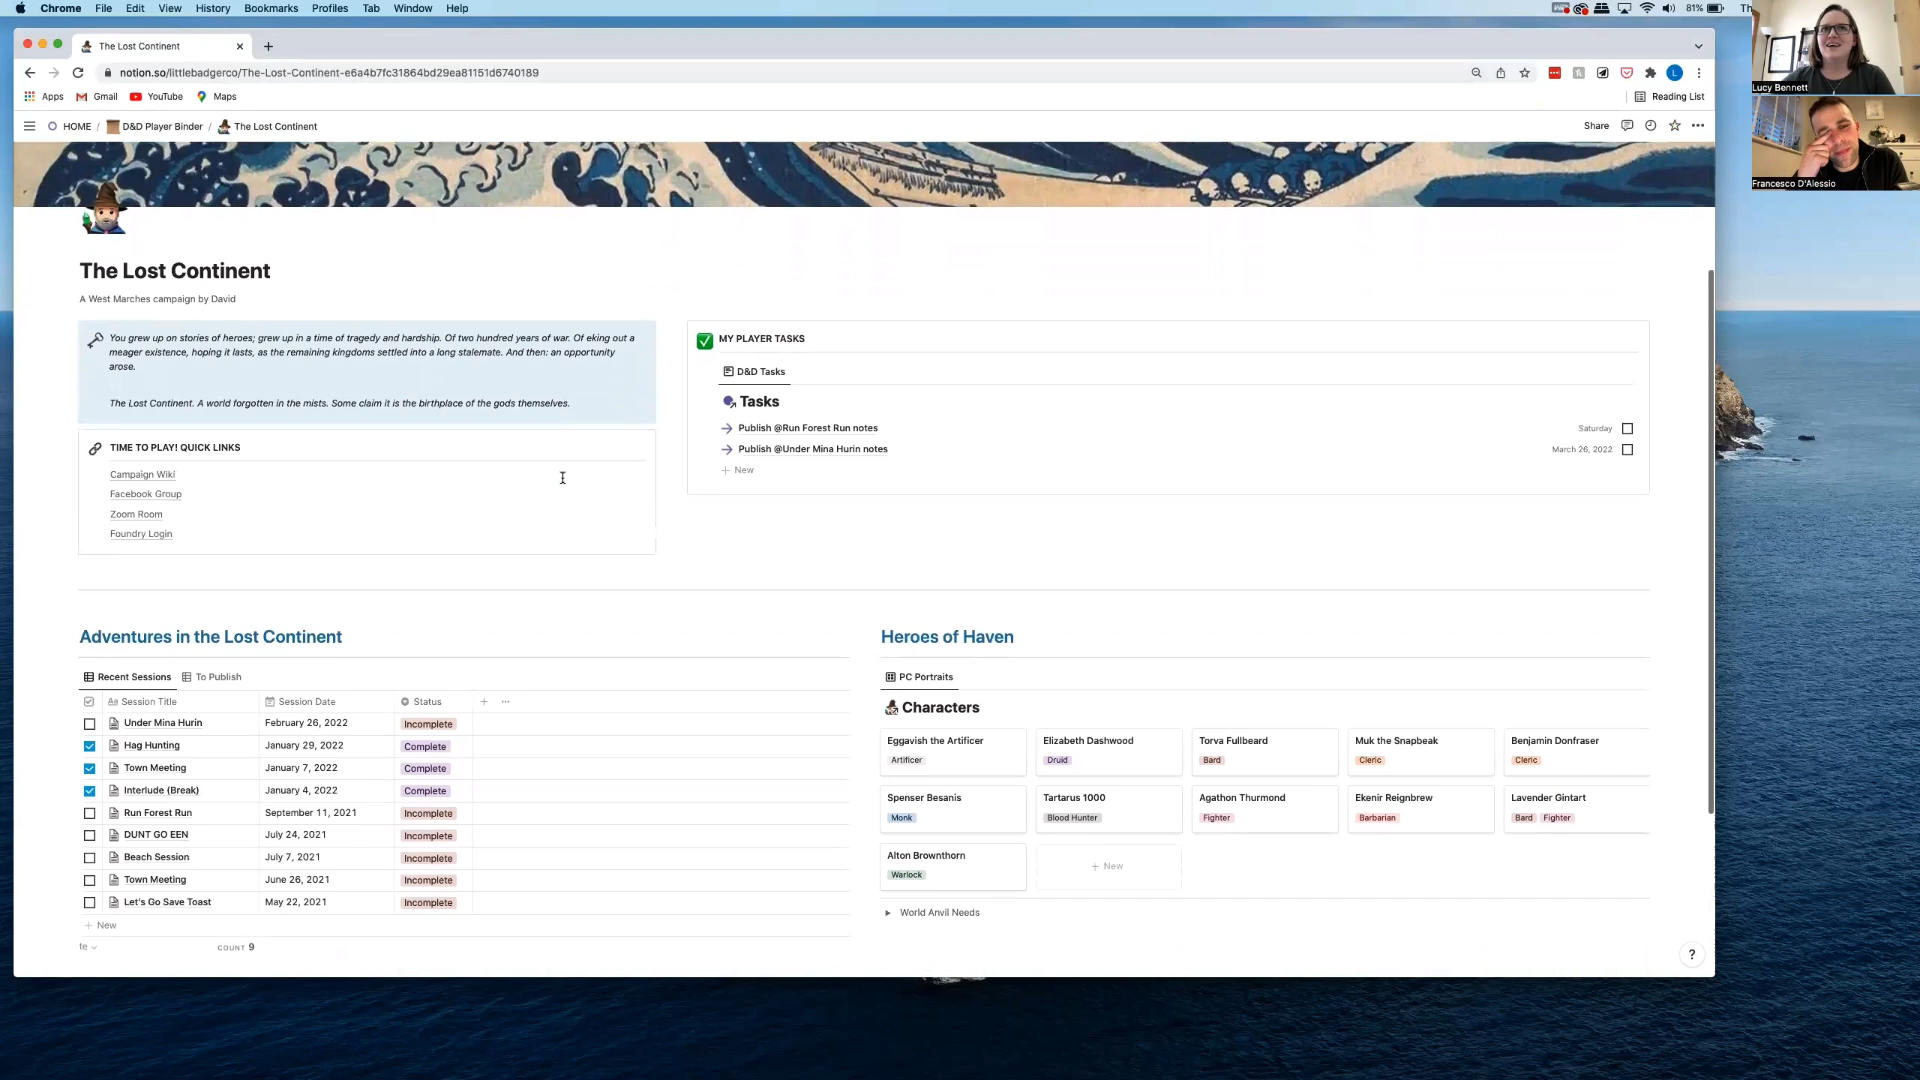 Chrome File Edit View History Bookmarks Profiles Tab Window Help
81%
Th
The Lost Continent
notion.so/littlebadgerco/The-Lost-Continent-e6a4b7fc31864bd29ea81151d6740189
L
Apps Gmail YouTube Maps
Reading List
HOME / D&D Player Binder / The Lost Continent
Share
Lucy Bennett
Francesco D'Alessio
The Lost Continent
A West Marches campaign by David
You grew up on stories of heroes; grew up in a time of tragedy and hardship. Of two hundred years of war. Of eking out a
meager existence, hoping it lasts, as the remaining kingdoms settled into a long stalemate. And then: an opportunity
arose.
The Lost Continent. A world forgotten in the mists. Some claim it is the birthplace of the gods themselves.
TIME TO PLAY! QUICK LINKS
Campaign Wiki
Facebook Group
Zoom Room
Foundry Login
MY PLAYER TASKS
D&D Tasks
Tasks
Publish @Run Forest Run notes Saturday
Publish @Under Mina Hurin notes March 26, 2022
+ New
Adventures in the Lost Continent
Recent Sessions To Publish
Aa Session Title Session Date Status + ...
Under Mina Hurin February 26, 2022 Incomplete
Hag Hunting January 29, 2022 Complete
Town Meeting January 7, 2022 Complete
Interlude (Break) January 4, 2022 Complete
Run Forest Run September 11, 2021 Incomplete
DUNT GO EEN July 24, 2021 Incomplete
Beach Session July 7, 2021 Incomplete
Town Meeting June 26, 2021 Incomplete
Let's Go Save Toast May 22, 2021 Incomplete
+ New
te COUNT 9
Heroes of Haven
PC Portraits
Characters
Eggavish the Artificer Elizabeth Dashwood Torva Fullbeard Muk the Snapbeak Benjamin Donfraser
Artificer Druid Bard Cleric Cleric
Spenser Besanis Tartarus 1000 Agathon Thurmond Ekenir Reignbrew Lavender Gintart
Monk Blood Hunter Fighter Barbarian Bard Fighter
Alton Brownthorn
Warlock
+ New
World Anvil Needs
?